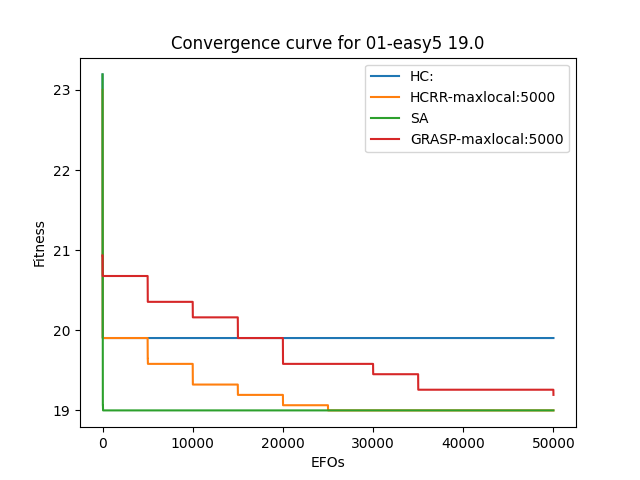 Convergence curve for 01-easy5 19.0
HC:
HCRR-maxlocal:5000
SA
GRASP-maxlocal:5000
Fitness
23
22
21
20
19
0
10000
20000
30000
40000
50000
EFOs